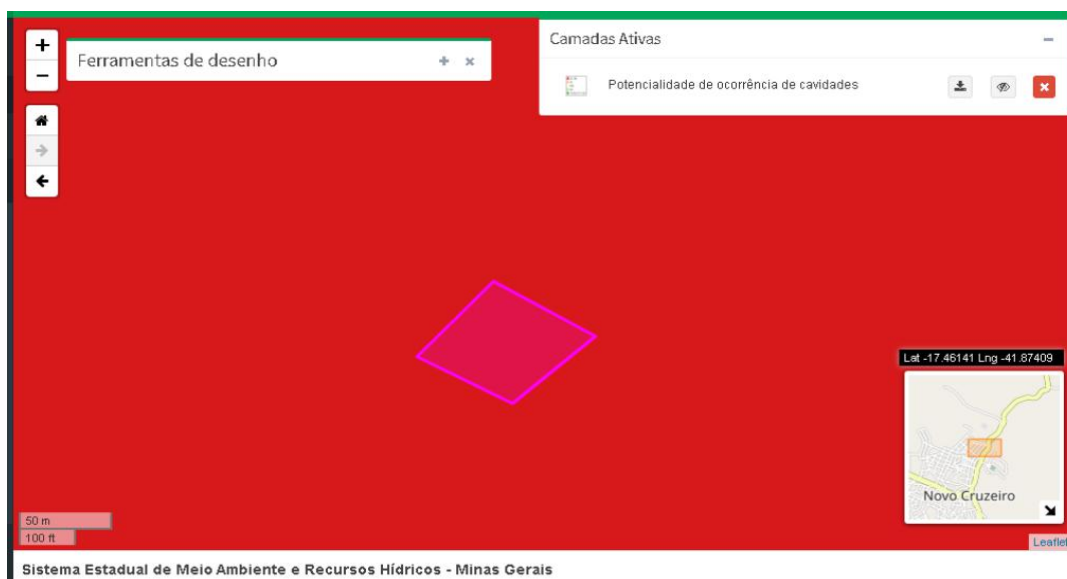 +
Ferramentas de desenho + ×
−
Camadas Ativas −
Potencialidade de ocorrência de cavidades
Lat -17.46141 Lng -41.87409
Novo Cruzeiro
50 m
100 ft
Leaflet
Sistema Estadual de Meio Ambiente e Recursos Hídricos - Minas Gerais